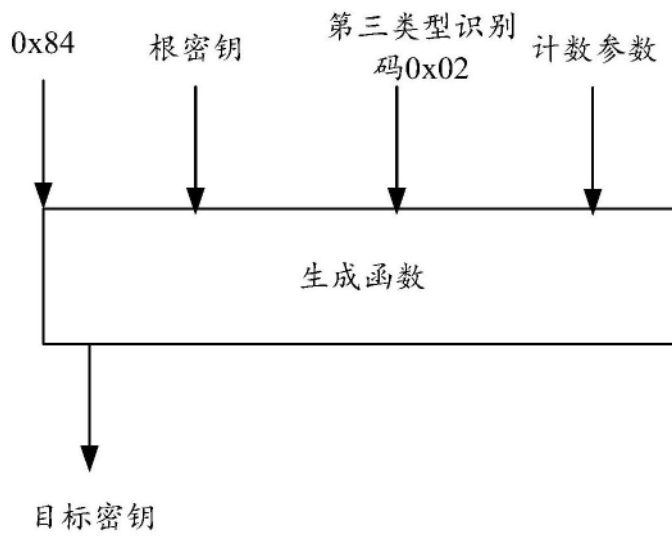 0x84
根密钥
第三类型识别
码0x02
计数参数
生成函数
目标密钥